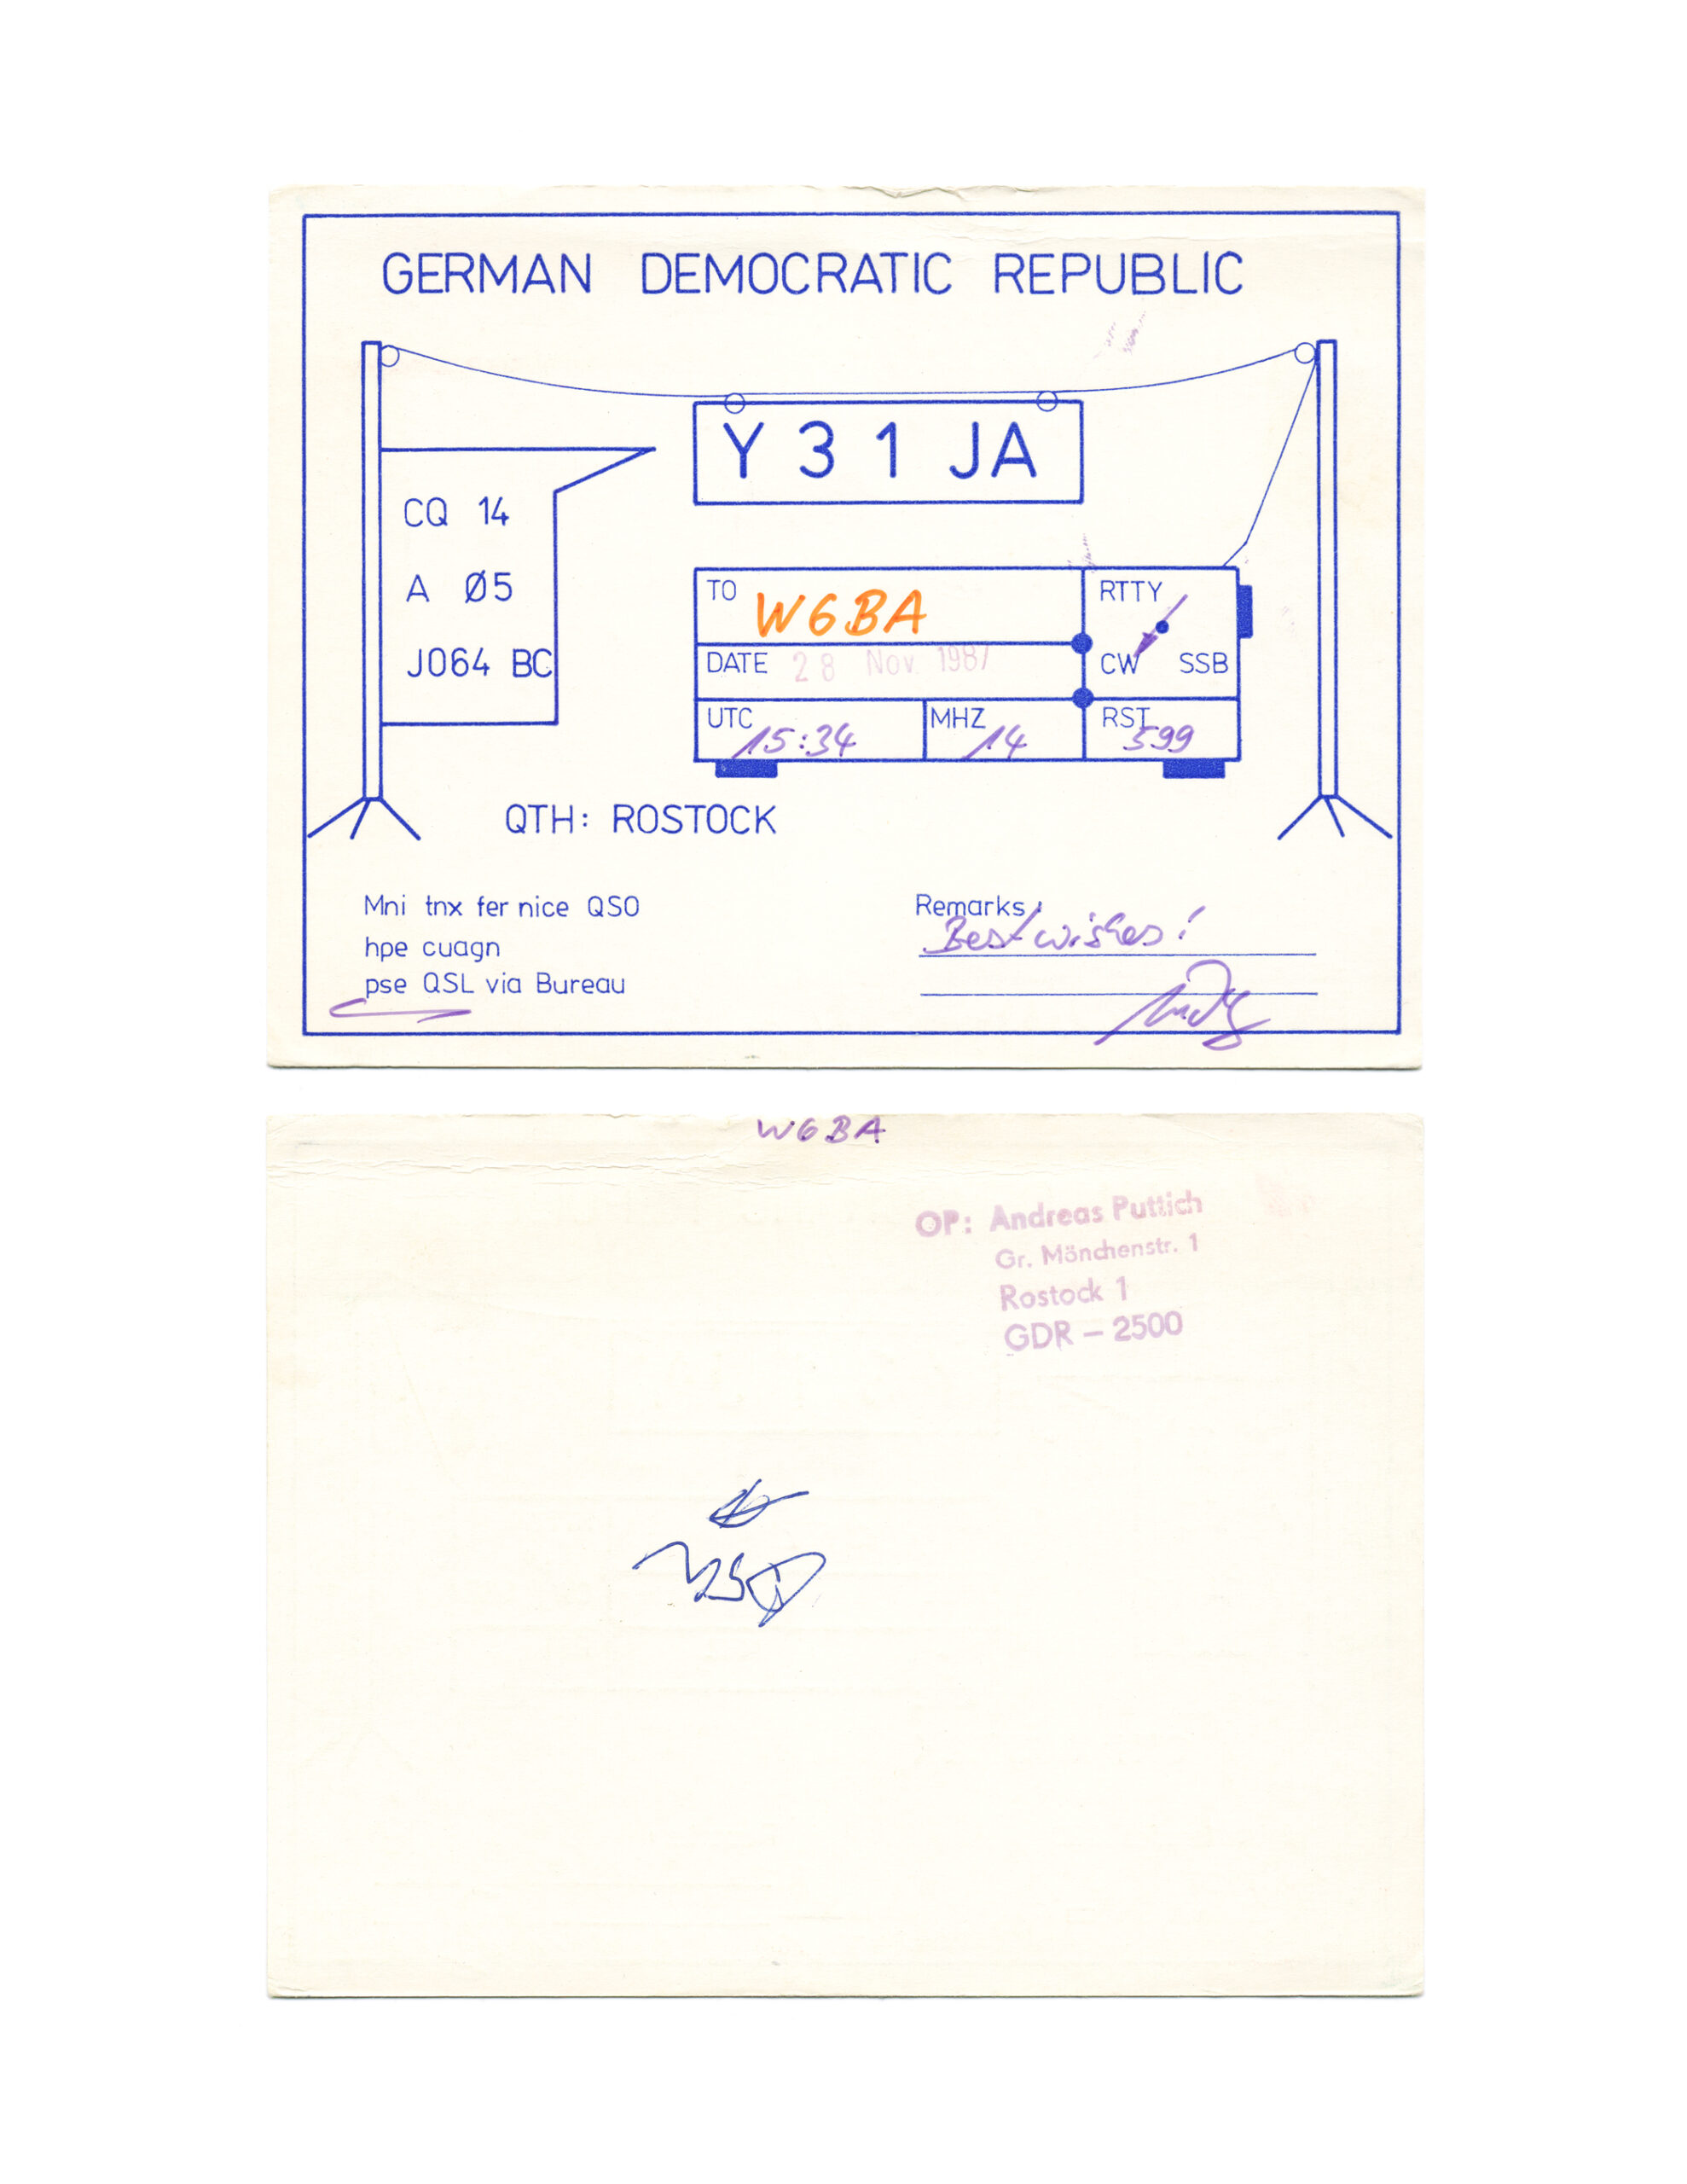 GERMAN DEMOCRATIC REPUBLIC
Y 31 JA
CQ 14
A Ø5
JO64 BC
TO W6BA
RTTY
DATE 28 Nov. 1987
CW SSB
UTC 15:34 MHZ 14 RST 599
QTH: ROSTOCK
Mni tnx fer nice QSO
hpe cuagn
pse QSL via Bureau
Remarks:
Best wishes!
W6BA
OP: Andreas Puttich
Gr. Mönchenstr. 1
Rostock 1
GDR – 2500